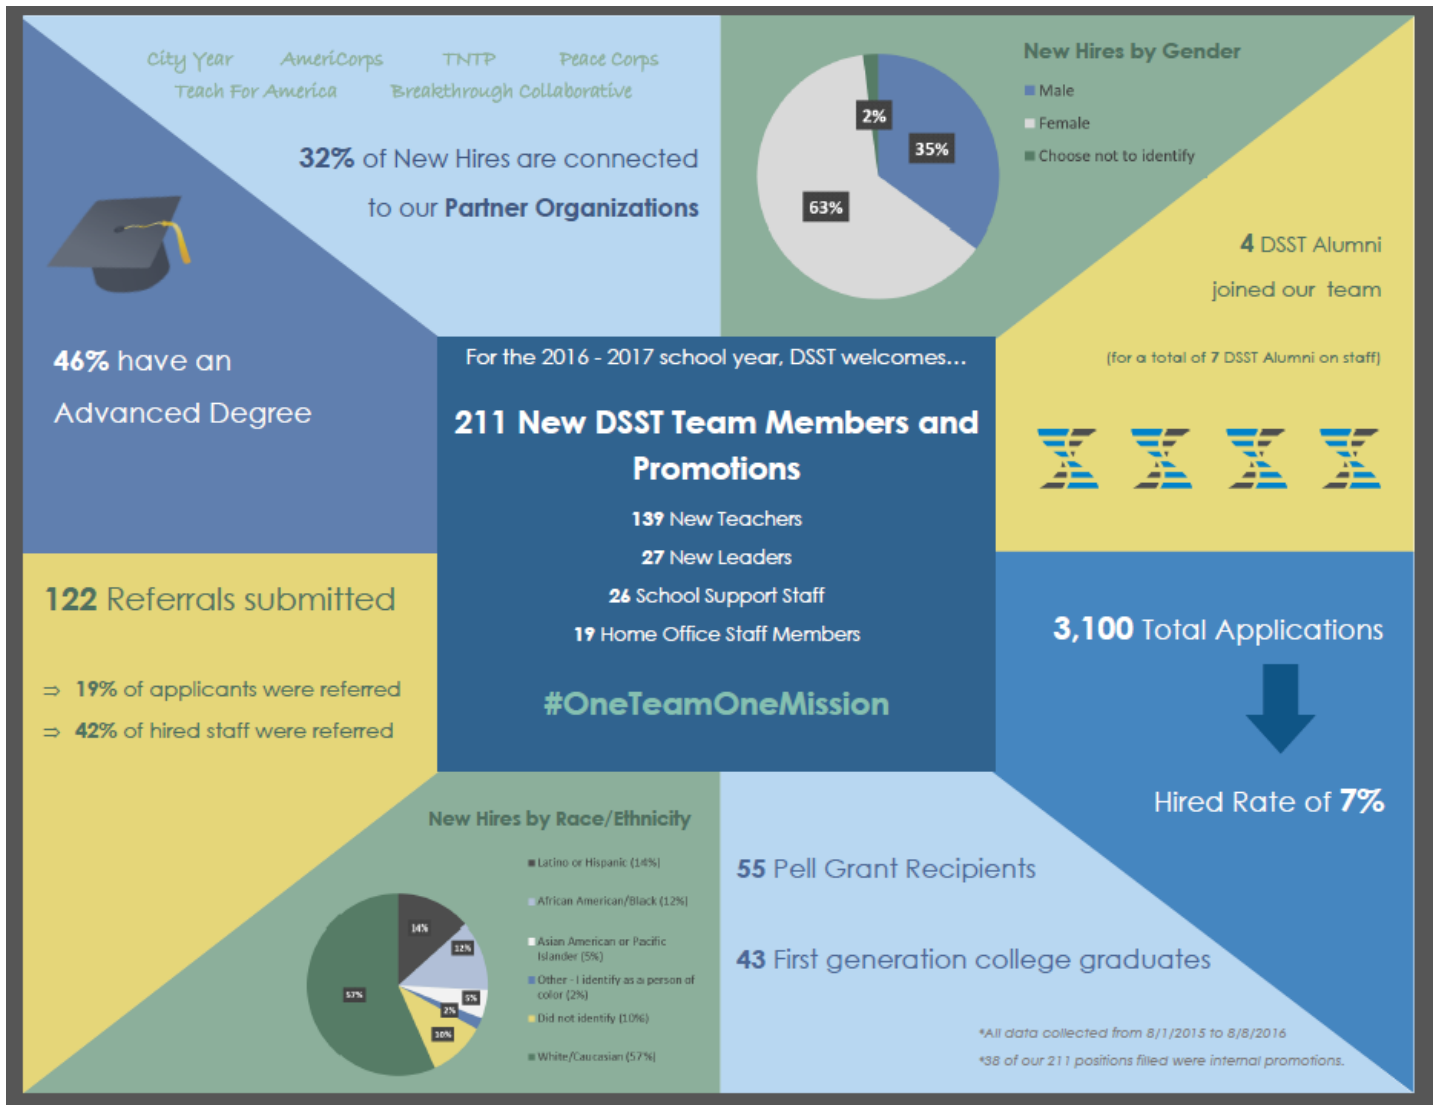 City Year AmeriCorps TNTP Peace Corps
Teach For America Breakthrough Collaborative
32% of New Hires are connected
to our Partner Organizations
New Hires by Gender
Male
Female
Choose not to identify
2%
35%
63%
4 DSST Alumni
joined our team
(for a total of 7 DSST Alumni on staff)
46% have an
Advanced Degree
For the 2016 - 2017 school year, DSST welcomes...
211 New DSST Team Members and
Promotions
139 New Teachers
27 New Leaders
26 School Support Staff
19 Home Office Staff Members
#OneTeamOneMission
122 Referrals submitted
⇒ 19% of applicants were referred
⇒ 42% of hired staff were referred
3,100 Total Applications
Hired Rate of 7%
New Hires by Race/Ethnicity
Latino or Hispanic (14%)
African American/Black (12%)
Asian American or Pacific
Islander (5%)
Other - I identify as a person of
color (2%)
Did not identify (10%)
White/Caucasian (57%)
14%
12%
5%
2%
10%
57%
55 Pell Grant Recipients
43 First generation college graduates
*All data collected from 8/1/2015 to 8/8/2016
*38 of our 211 positions filled were internal promotions.